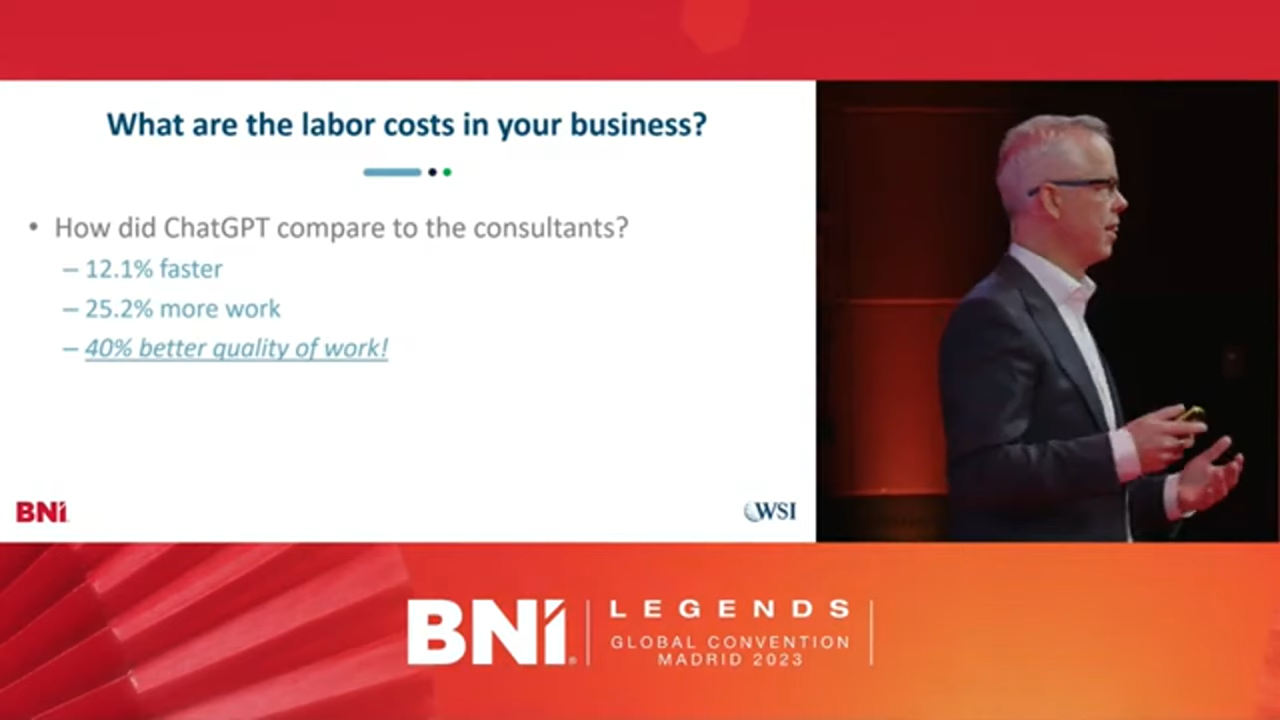 What are the labor costs in your business?
• How did ChatGPT compare to the consultants?
– 12.1% faster
– 25.2% more work
– 40% better quality of work!
BNI
WSI
BNI®
LEGENDS
GLOBAL CONVENTION
MADRID 2023